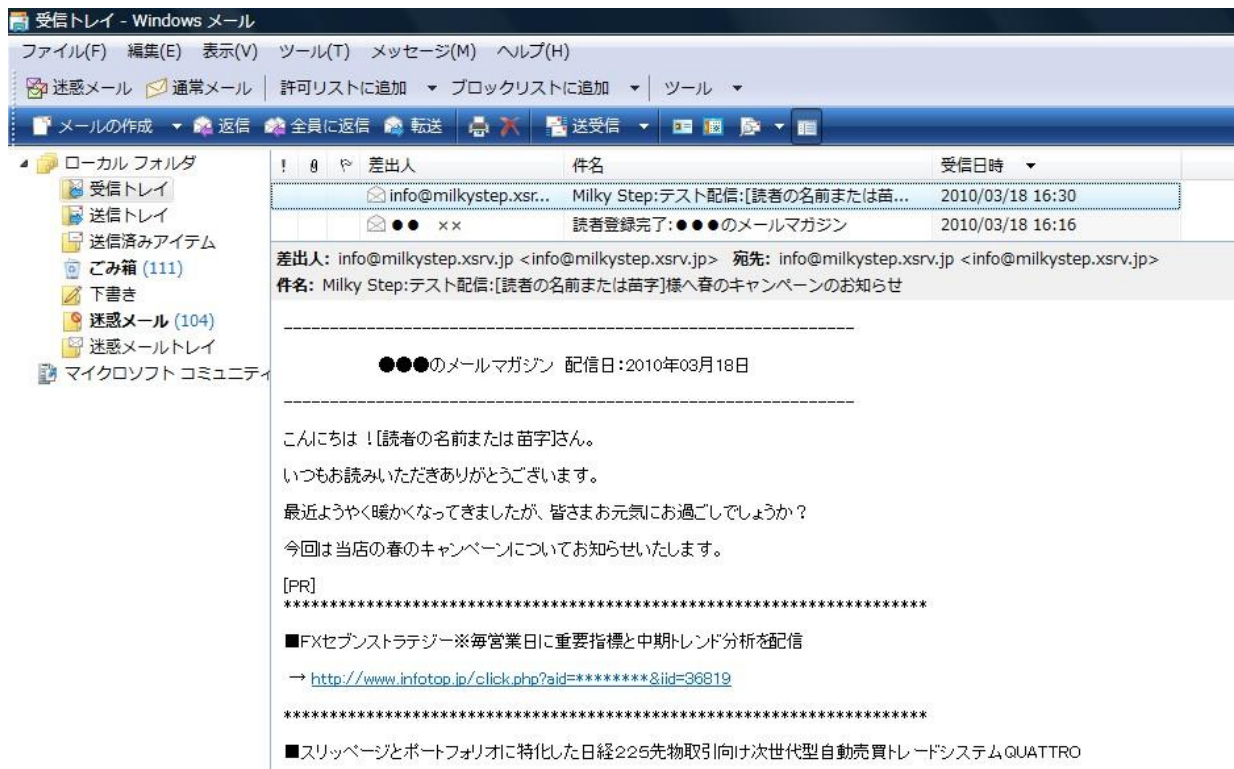 受信トレイ - Windows メール
ファイル(F) 編集(E) 表示(V) ツール(T) メッセージ(M) ヘルプ(H)
迷惑メール 通常メール 許可リストに追加 ブロックリストに追加 ツール
メールの作成 返信 全員に返信 転送 送受信
ローカル フォルダ
受信トレイ
送信トレイ
送信済みアイテム
ごみ箱 (111)
下書き
迷惑メール (104)
迷惑メールトレイ
マイクロソフト コミュニティ
! 差出人 件名 受信日時
info@milkystep.xsr... Milky Step:テスト配信:[読者の名前または苗... 2010/03/18 16:30
●● ×× 読者登録完了:●●●のメールマガジン 2010/03/18 16:16
差出人: info@milkystep.xsrv.jp <info@milkystep.xsrv.jp> 宛先: info@milkystep.xsrv.jp <info@milkystep.xsrv.jp>
件名: Milky Step:テスト配信:[読者の名前または苗字]様へ春のキャンペーンのお知らせ
--------------------------------------------------------------
●●●のメールマガジン 配信日:2010年03月18日
--------------------------------------------------------------
こんにちは![読者の名前または苗字]さん。
いつもお読みいただきありがとうございます。
最近ようやく暖かくなってきましたが、皆さまお元気にお過ごしでしょうか?
今回は当店の春のキャンペーンについてお知らせいたします。
[PR]
**********************************************************************
■FXセブンストラテジー※毎営業日に重要指標と中期トレンド分析を配信
→ http://www.infotop.jp/click.php?aid=********&iid=36819
**********************************************************************
■スリッページとポートフォリオに特化した日経225先物取引向け次世代型自動売買トレードシステムQUATTRO